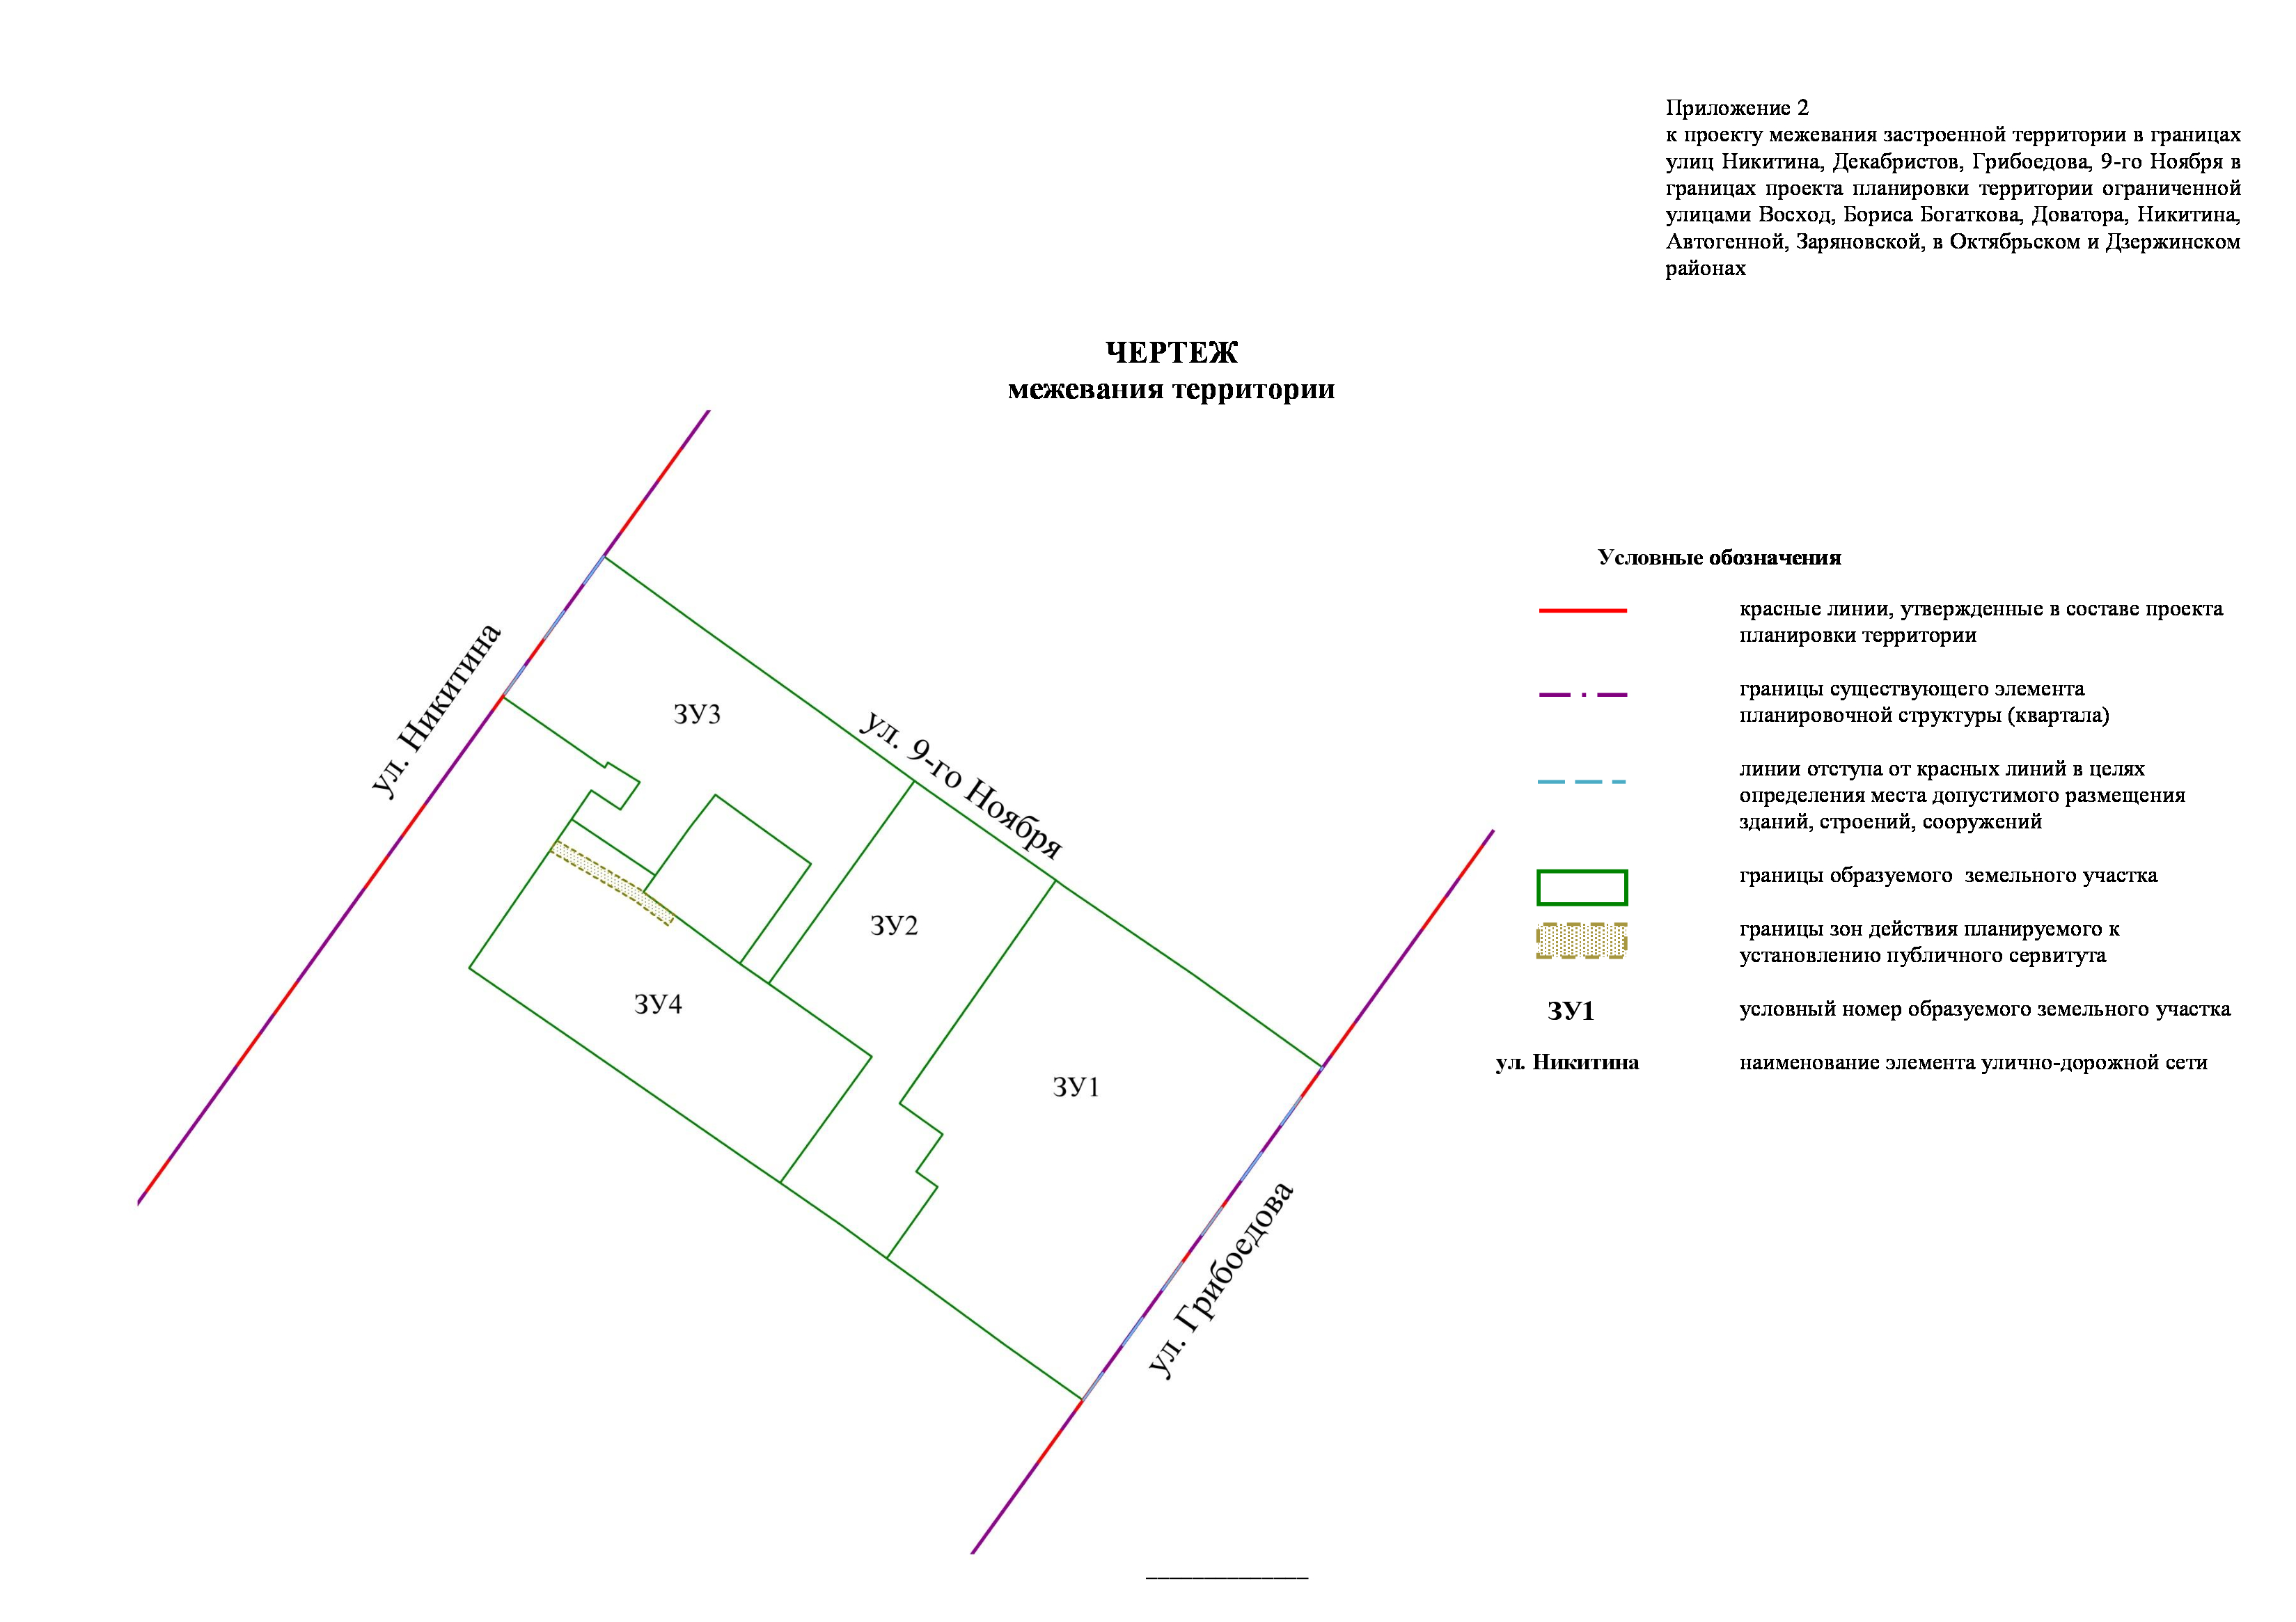 Приложение 2
к проекту межевания застроенной территории в границах
улиц Никитина, Декабристов, Грибоедова, 9-го Ноября в
границах проекта планировки территории ограниченной
улицами Восход, Бориса Богаткова, Доватора, Никитина,
Автогенной, Заряновской, в Октябрьском и Дзержинском
районах
ЧЕРТЕЖ
межевания территории
ул. Никитина
ЗУ3
ул. 9-го Ноября
ЗУ2
ЗУ4
ЗУ1
ул. Грибоедова
Условные обозначения
красные линии, утвержденные в составе проекта
планировки территории
границы существующего элемента
планировочной структуры (квартала)
линии отступа от красных линий в целях
определения места допустимого размещения
зданий, строений, сооружений
границы образуемого земельного участка
границы зон действия планируемого к
установлению публичного сервитута
ЗУ1 условный номер образуемого земельного участка
ул. Никитина наименование элемента улично-дорожной сети